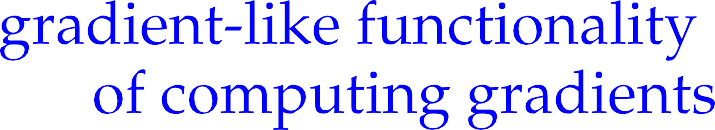 gradient-like functionality
of computing gradients